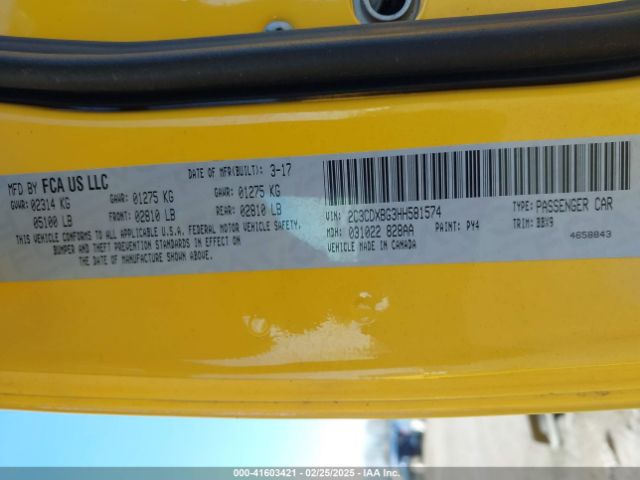 MFD BY FCA US LLC DATE OF MFR(BUILT): 3-17
GVWR: 02314 KG GAWR: 01275 KG GAWR: 01275 KG
05100 LB FRONT: 02810 LB REAR: 02810 LB
THIS VEHICLE CONFORMS TO ALL APPLICABLE U.S.A. FEDERAL MOTOR VEHICLE SAFETY,
BUMPER AND THEFT PREVENTION STANDARDS IN EFFECT ON
THE DATE OF MANUFACTURE SHOWN ABOVE.
VIN: 2C3CDXBG3HH581574 TYPE: PASSENGER CAR
MDH: 031022 828AA PAINT: PY4 TRIM: BBX9
VEHICLE MADE IN CANADA 4658843
000-41603421 | 02/25/2025 | IAA Inc.